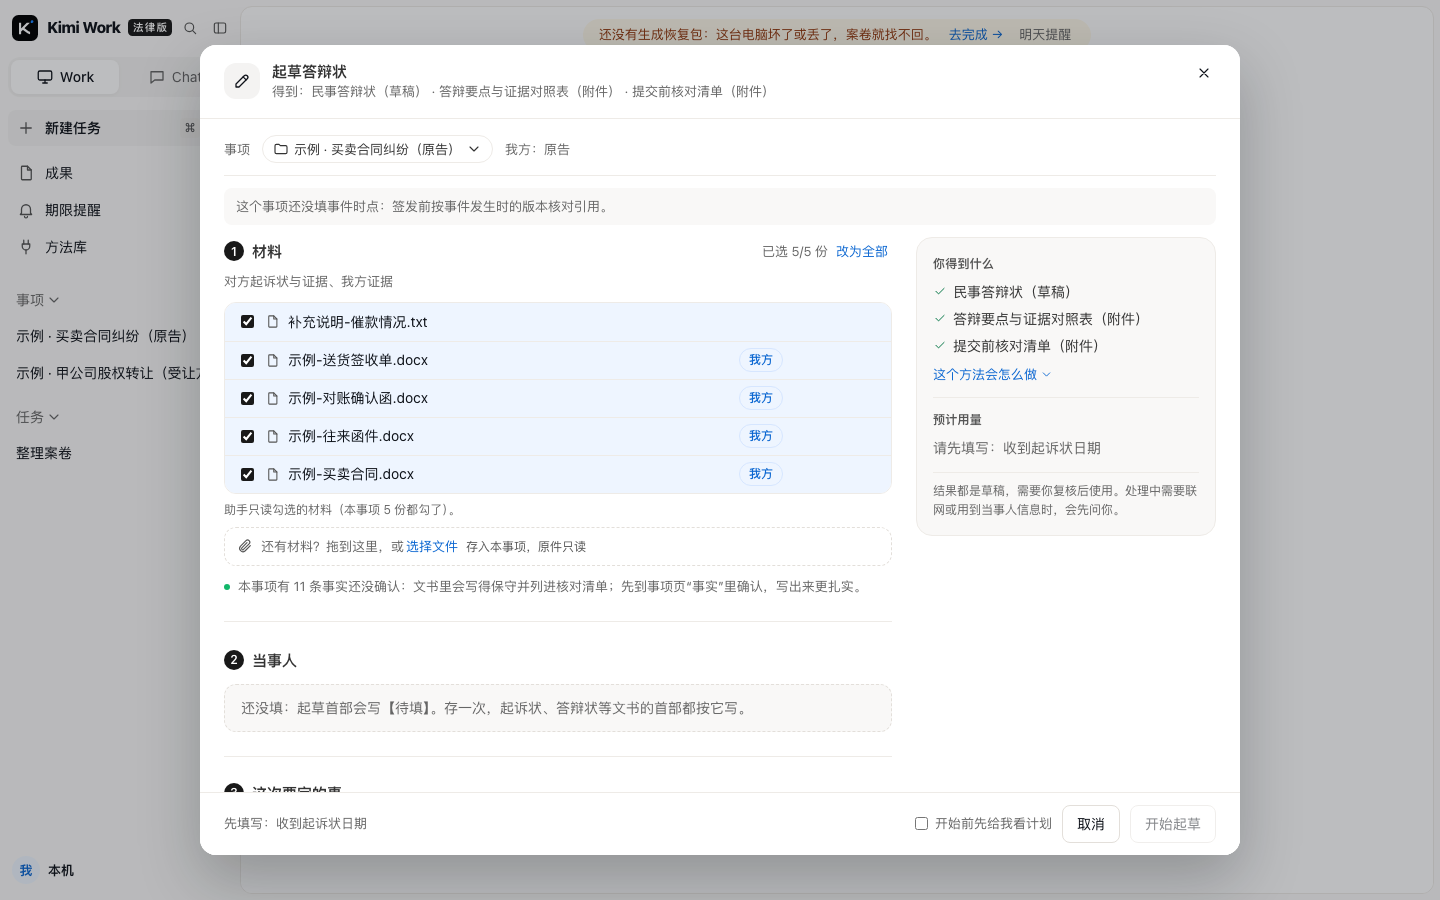 Kimi Work 法律版
还没有生成恢复包：这台电脑坏了或丢了，案卷就找不回。 去完成 → 明天提醒
Work
Chat
新建任务 ⌘
成果
期限提醒
方法库
事项
示例 · 买卖合同纠纷（原告）
示例 · 甲公司股权转让（受让
任务
整理案卷
我 本机
起草答辩状
得到：民事答辩状（草稿） · 答辩要点与证据对照表（附件） · 提交前核对清单（附件）
事项 示例 · 买卖合同纠纷（原告） 我方：原告
这个事项还没填事件时点：签发前按事件发生时的版本核对引用。
1 材料 已选 5/5 份 改为全部
对方起诉状与证据、我方证据
补充说明-催款情况.txt
示例-送货签收单.docx 我方
示例-对账确认函.docx 我方
示例-往来函件.docx 我方
示例-买卖合同.docx 我方
助手只读勾选的材料（本事项 5 份都勾了）。
还有材料？拖到这里，或选择文件 存入本事项，原件只读
本事项有 11 条事实还没确认：文书里会写得保守并列进核对清单；先到事项页“事实”里确认，写出来更扎实。
2 当事人
还没填：起草首部会写【待填】。存一次，起诉状、答辩状等文书的首部都按它写。
3 这次要定的事
你得到什么
民事答辩状（草稿）
答辩要点与证据对照表（附件）
提交前核对清单（附件）
这个方法会怎么做
预计用量
请先填写：收到起诉状日期
结果都是草稿，需要你复核后使用。处理中需要联
网或用到当事人信息时，会先问你。
先填写：收到起诉状日期
开始前先给我看计划 取消 开始起草